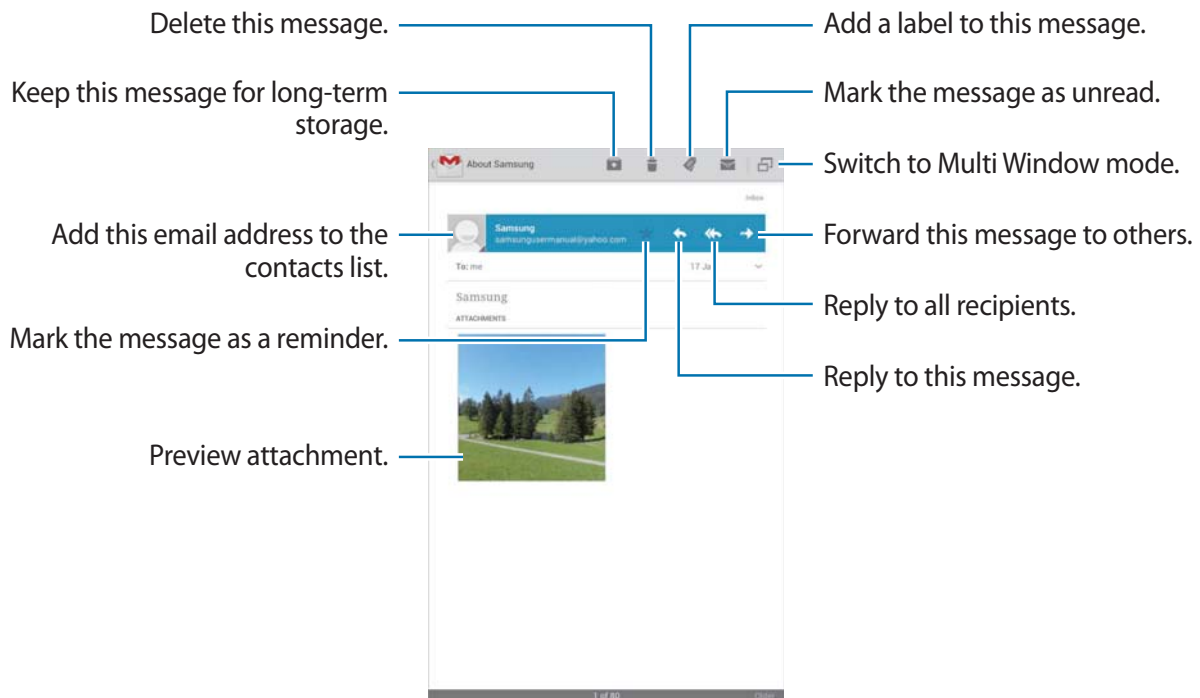 Delete this message.
Add a label to this message.
Keep this message for long-term
storage.
Mark the message as unread.
About Samsung
Switch to Multi Window mode.
Inbox
Add this email address to the
contacts list.
Samsung
samsungusermanual@yahoo.com
Forward this message to others.
To: me
17 Ja
Samsung
ATTACHMENTS
Reply to all recipients.
Mark the message as a reminder.
Reply to this message.
Preview attachment.
1 of 80
Older